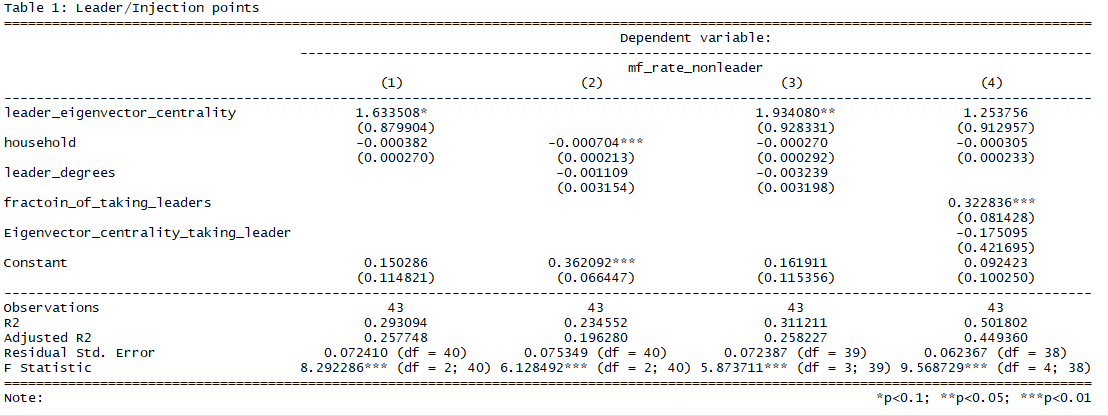 Table 1: Leader/Injection points
Dependent variable:
mf_rate_nonleader
(1) (2) (3) (4)
leader_eigenvector_centrality 1.633508* 1.934080** 1.253756
(0.879904) (0.928331) (0.912957)
household -0.000382 -0.000704*** -0.000270 -0.000305
(0.000270) (0.000213) (0.000292) (0.000233)
leader_degrees -0.001109 -0.003239
(0.003154) (0.003198)
fractoin_of_taking_leaders 0.322836***
(0.081428)
Eigenvector_centrality_taking_leader -0.175095
(0.421695)
Constant 0.150286 0.362092*** 0.161911 0.092423
(0.114821) (0.066447) (0.115356) (0.100250)
Observations 43 43 43 43
R2 0.293094 0.234552 0.311211 0.501802
Adjusted R2 0.257748 0.196280 0.258227 0.449360
Residual Std. Error 0.072410 (df = 40) 0.075349 (df = 40) 0.072387 (df = 39) 0.062367 (df = 38)
F Statistic 8.292286*** (df = 2; 40) 6.128492*** (df = 2; 40) 5.873711*** (df = 3; 39) 9.568729*** (df = 4; 38)
Note: *p<0.1; **p<0.05; ***p<0.01